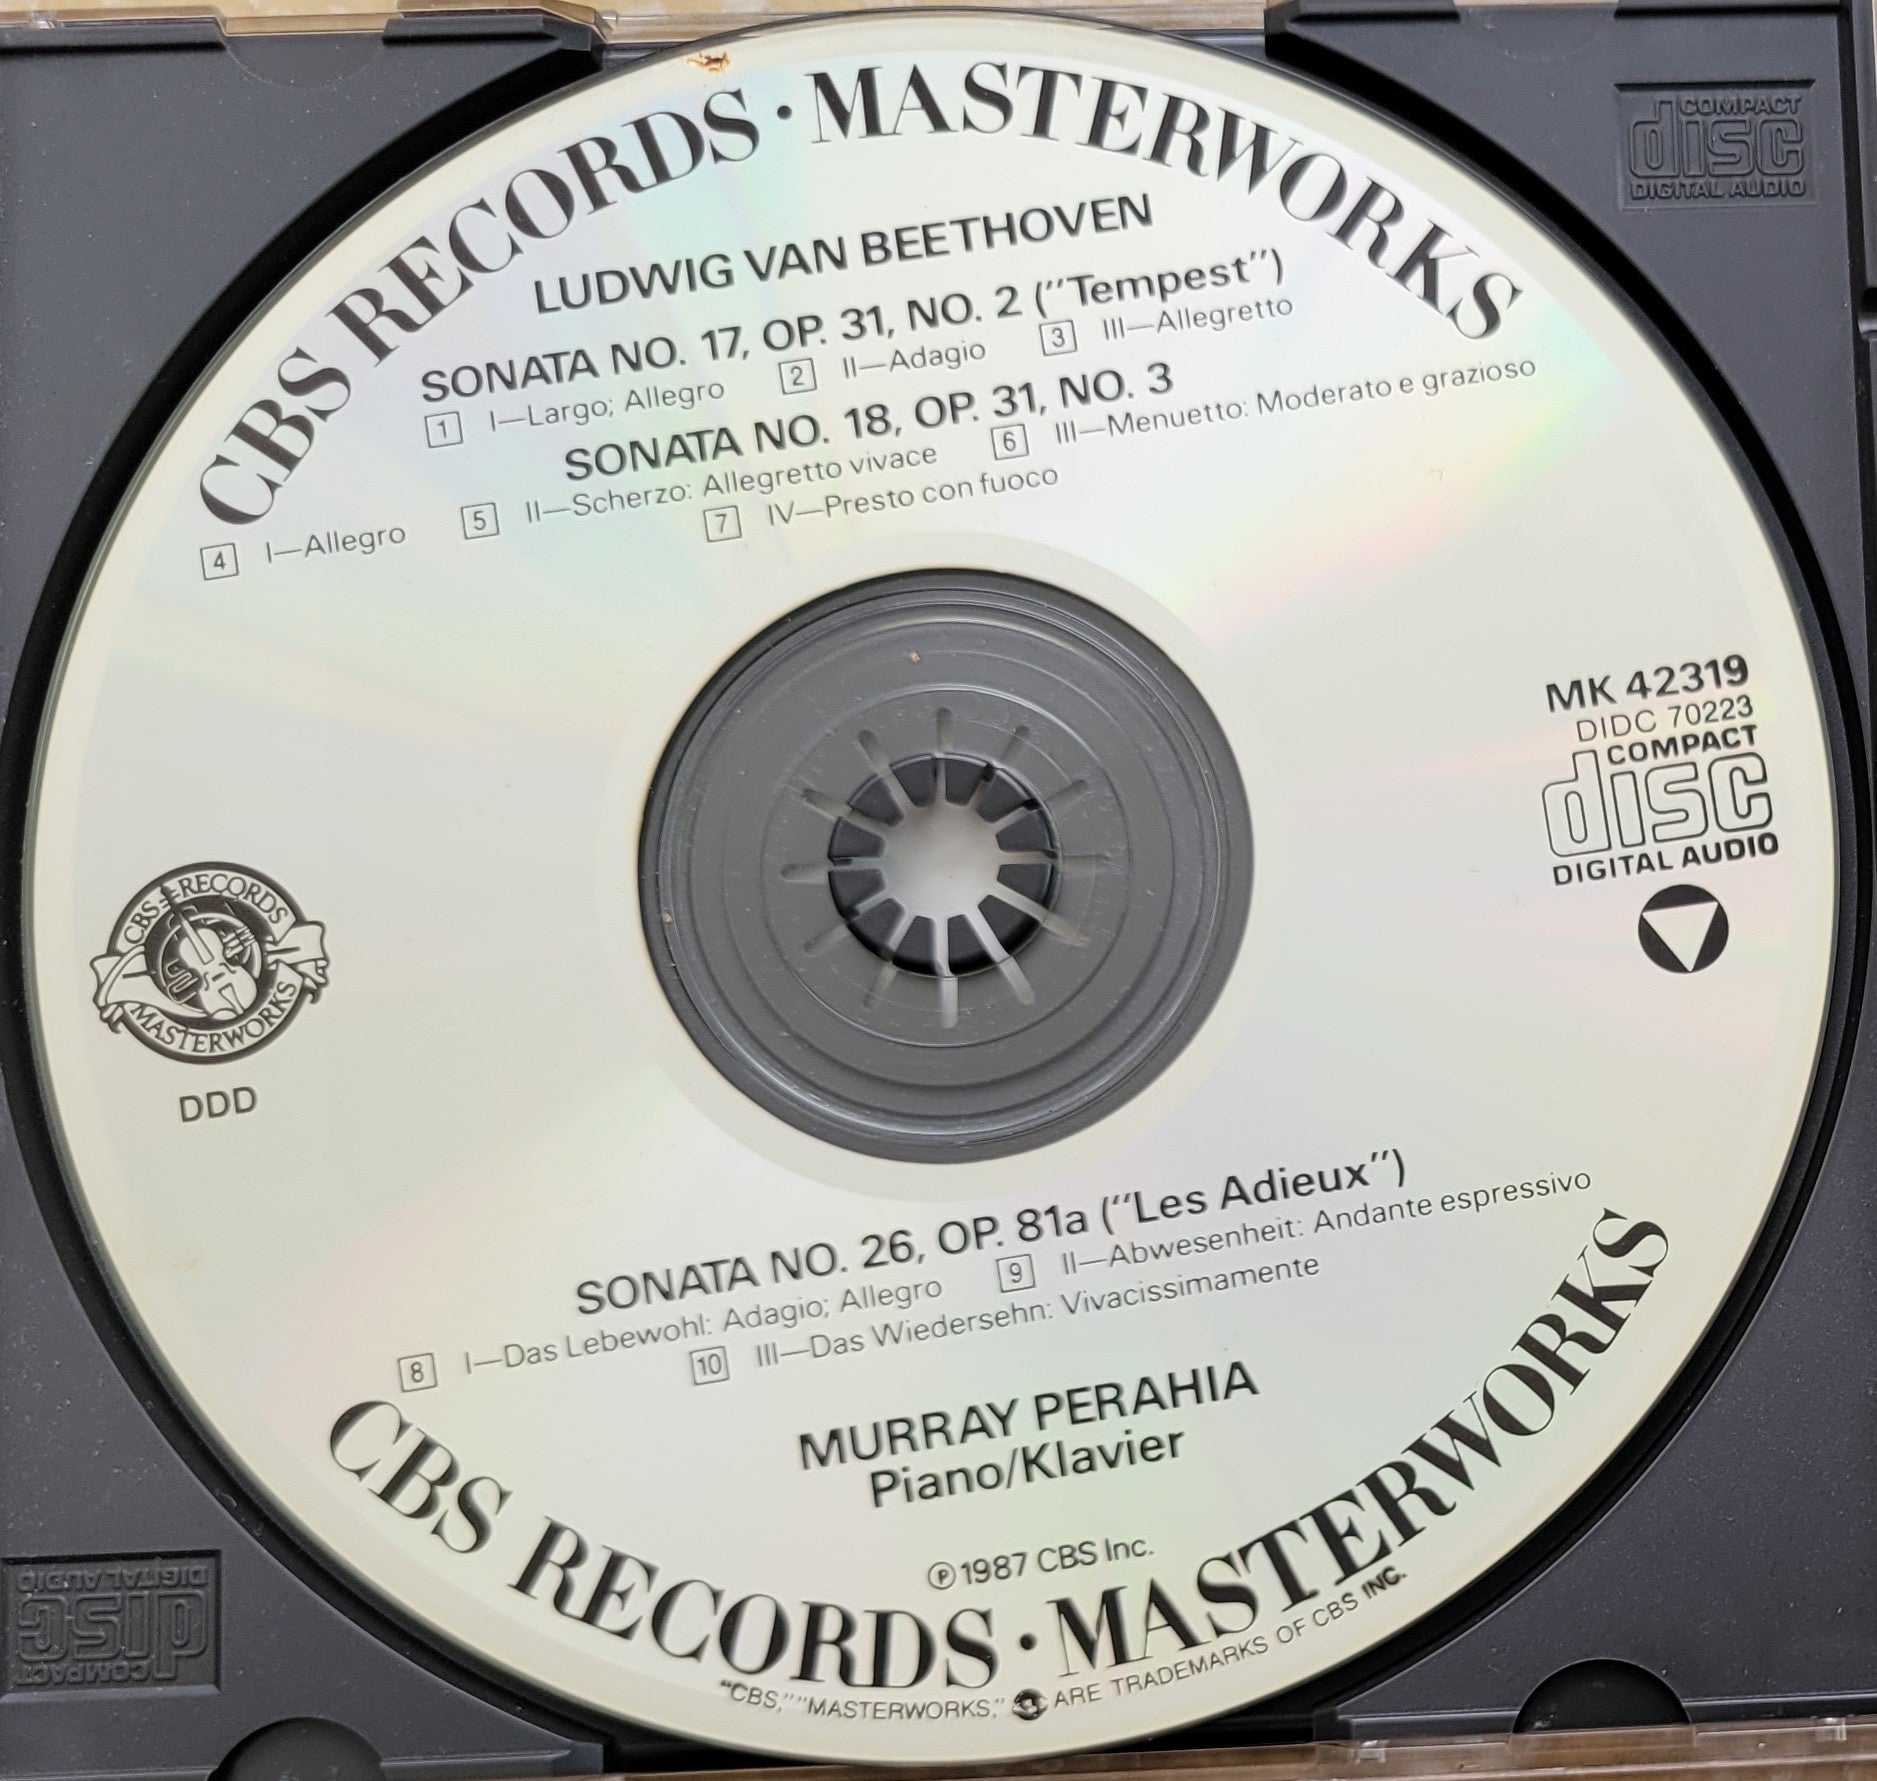 CBS RECORDS · MASTERWORKS
LUDWIG VAN BEETHOVEN
SONATA NO. 17, OP. 31, NO. 2 (“Tempest”)
1 I—Largo; Allegro 2 II—Adagio 3 III—Allegretto
SONATA NO. 18, OP. 31, NO. 3
4 I—Allegro 5 II—Scherzo: Allegretto vivace 6 III—Menuetto: Moderato e grazioso
7 IV—Presto con fuoco
MK 42319
DIDC 70223
COMPACT
disc
DIGITAL AUDIO
CBS RECORDS
MASTERWORKS
DDD
SONATA NO. 26, OP. 81a (“Les Adieux”)
8 I—Das Lebewohl: Adagio; Allegro 9 II—Abwesenheit: Andante espressivo
10 III—Das Wiedersehn: Vivacissimamente
MURRAY PERAHIA
Piano/Klavier
℗ 1987 CBS Inc.
CBS RECORDS · MASTERWORKS
“CBS,” “MASTERWORKS,” ARE TRADEMARKS OF CBS INC.
COMPACT
disc
DIGITAL AUDIO
COMPACT
disc
DIGITAL AUDIO